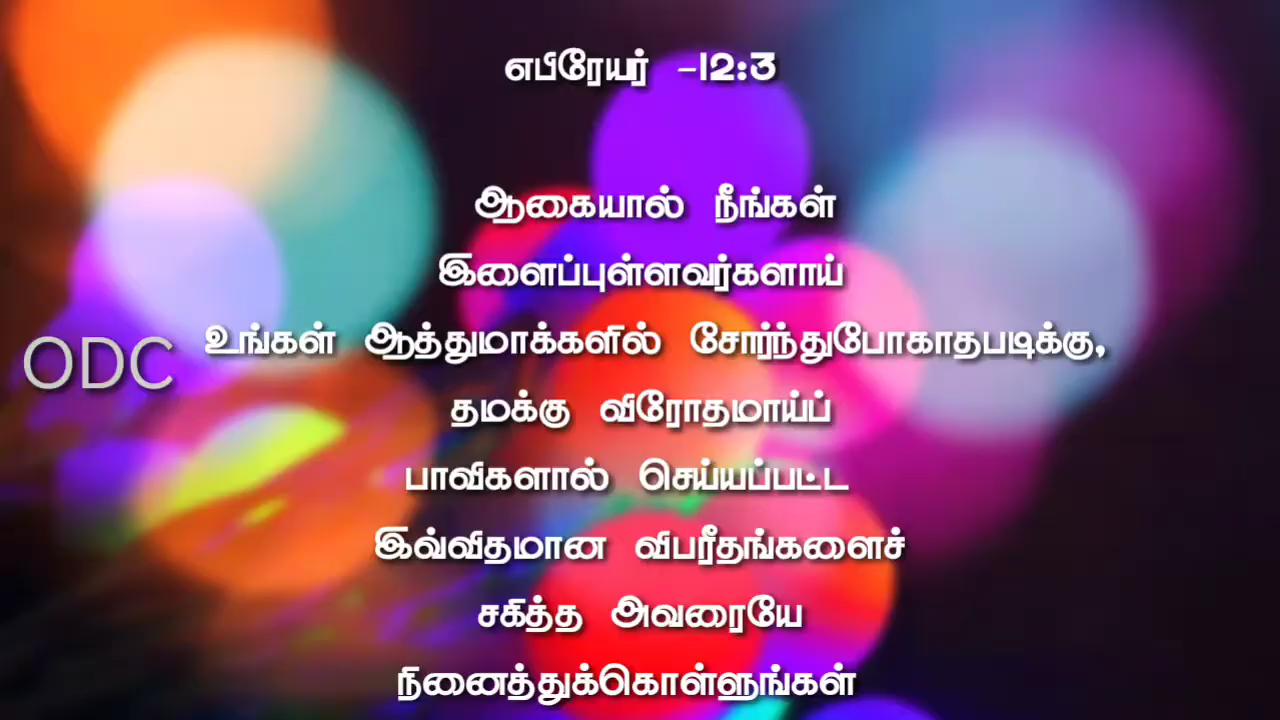 எபிரேயர் -12:3
ஆகையால் நீங்கள்
இளைப்புள்ளவர்களாய்
ODC
உங்கள் ஆத்துமாக்களில் சோர்ந்துபோகாதபடிக்கு,
தமக்கு விரோதமாய்ப்
பாவிகளால் செய்யப்பட்ட
இவ்விதமான விபரீதங்களைச்
சகித்த அவரையே
நினைத்துக்கொள்ளுங்கள்